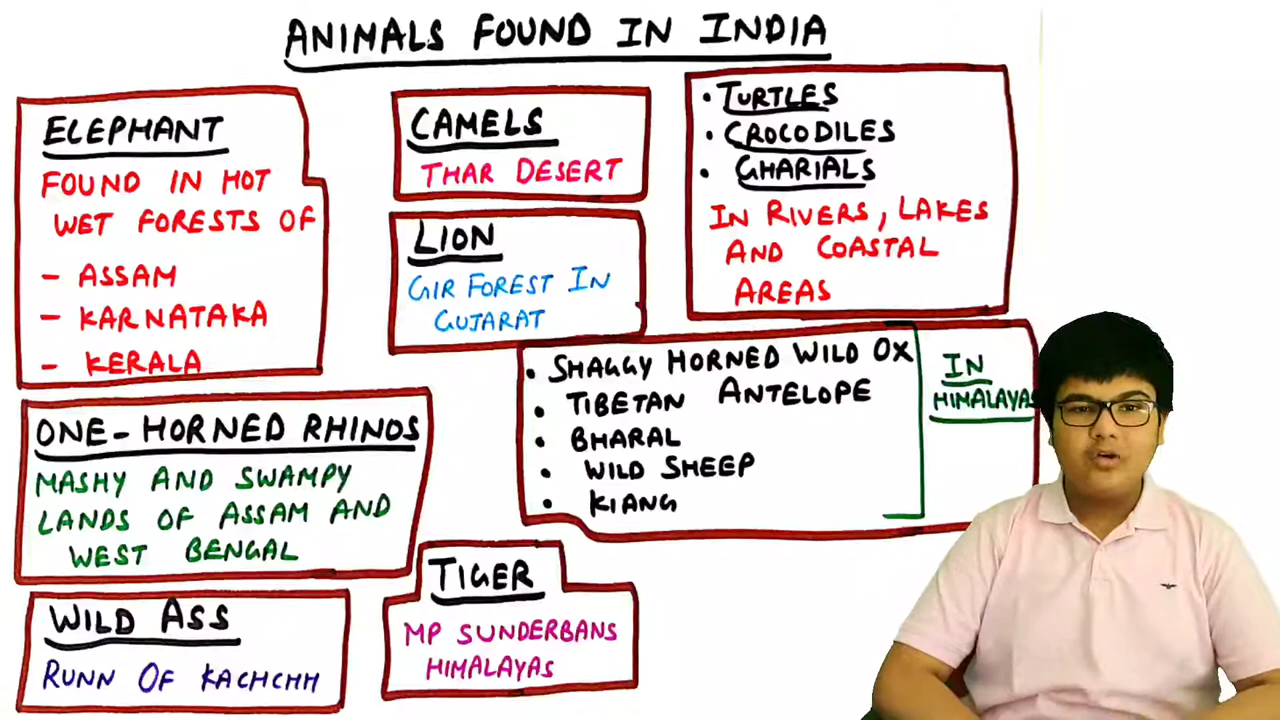 ANIMALS FOUND IN INDIA
ELEPHANT
FOUND IN HOT
WET FORESTS OF
- ASSAM
- KARNATAKA
- KERALA
CAMELS
THAR DESERT
LION
GIR FOREST IN
GUJARAT
• TURTLES
• CROCODILES
• GHARIALS
IN RIVERS, LAKES
AND COASTAL
AREAS
• SHAGGY HORNED WILD OX
• TIBETAN ANTELOPE
• BHARAL
• WILD SHEEP
• KIANG
IN
HIMALAYAS
ONE-HORNED RHINOS
MASHY AND SWAMPY
LANDS OF ASSAM AND
WEST BENGAL
WILD ASS
RUNN OF KACHCHH
TIGER
MP SUNDERBANS
HIMALAYAS